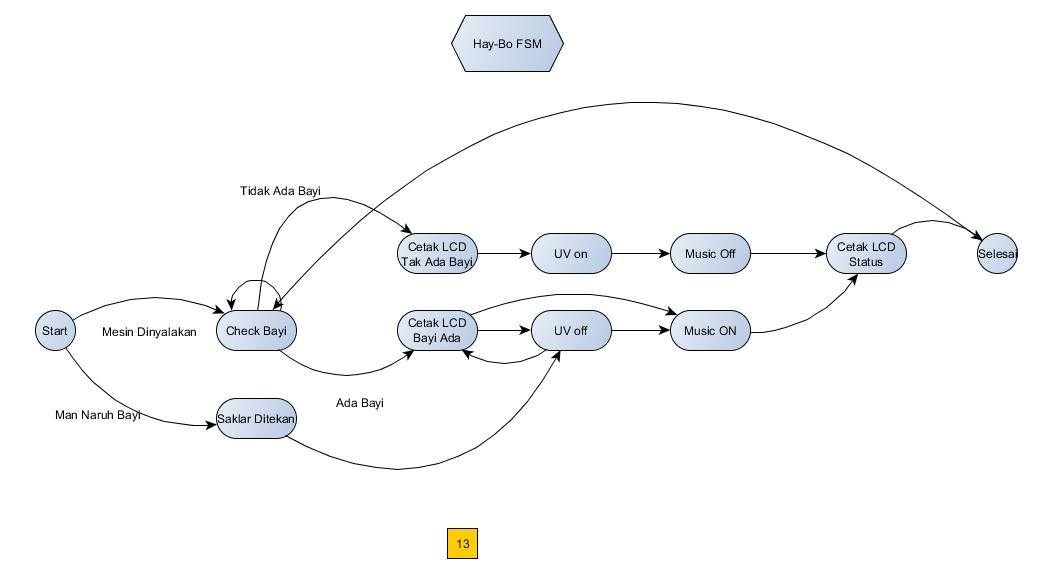 Hay-Bo FSM
Tidak Ada Bayi
Cetak LCD
Tak Ada Bayi
UV on
Music Off
Cetak LCD
Status
Selesai
Start
Mesin Dinyalakan
Check Bayi
Cetak LCD
Bayi Ada
UV off
Music ON
Man Naruh Bayi
Saklar Ditekan
Ada Bayi
13